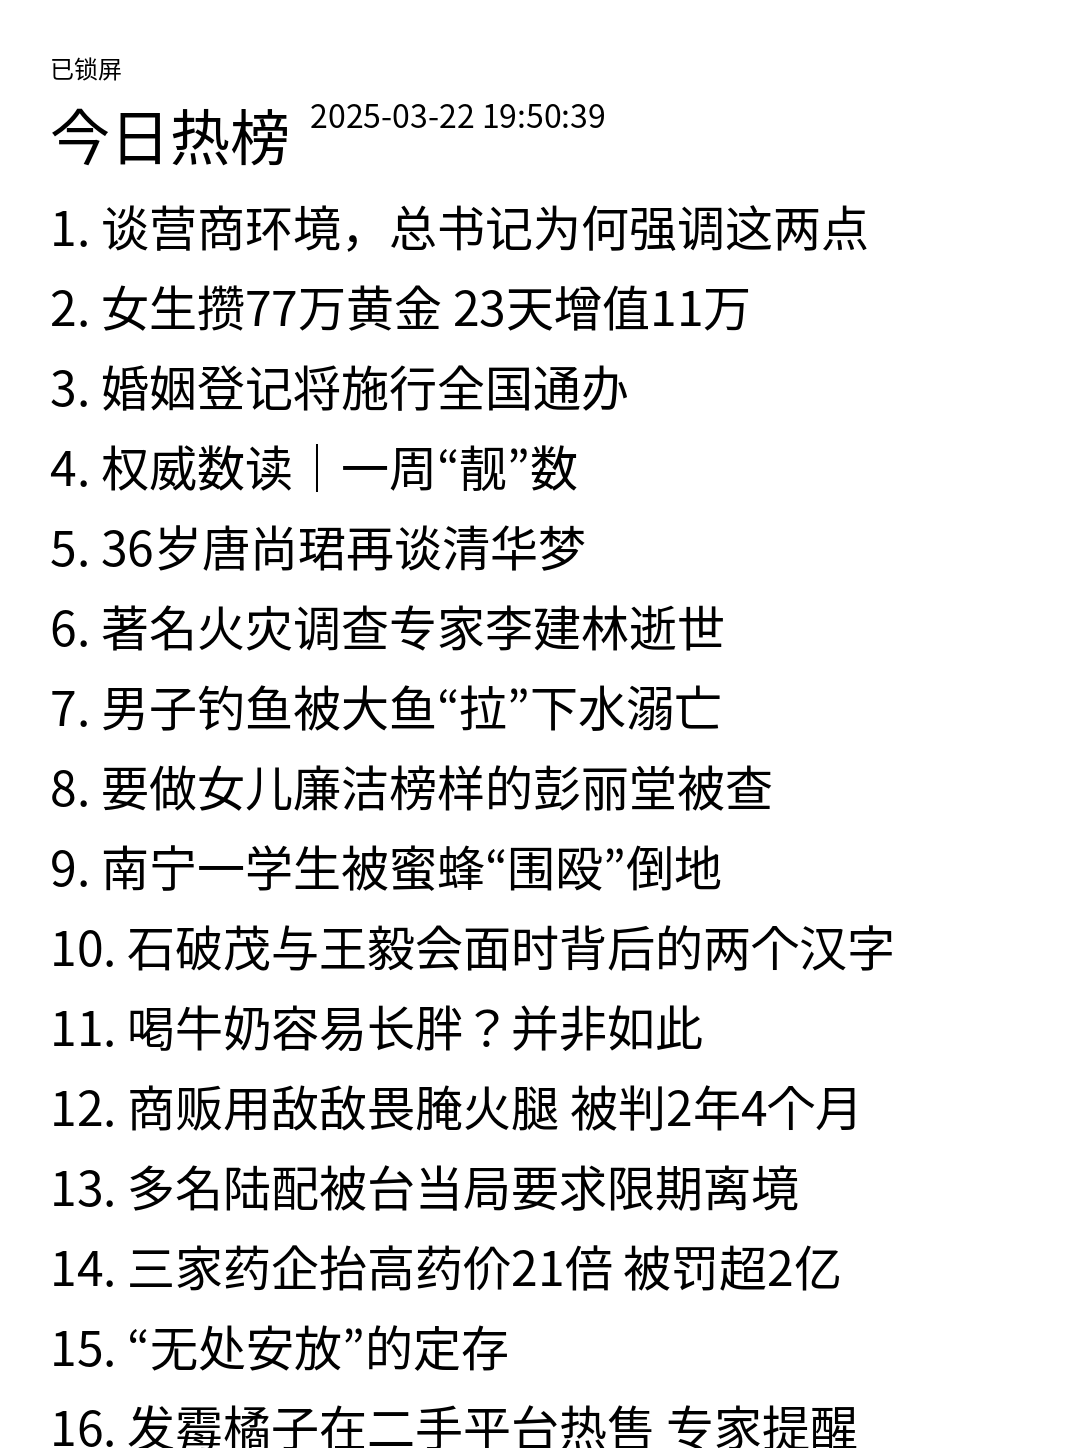 已锁屏
今日热榜 2025-03-22 19:50:39
1. 谈营商环境，总书记为何强调这两点
2. 女生攒77万黄金 23天增值11万
3. 婚姻登记将施行全国通办
4. 权威数读｜一周“靓”数
5. 36岁唐尚珺再谈清华梦
6. 著名火灾调查专家李建林逝世
7. 男子钓鱼被大鱼“拉”下水溺亡
8. 要做女儿廉洁榜样的彭丽堂被查
9. 南宁一学生被蜜蜂“围殴”倒地
10. 石破茂与王毅会面时背后的两个汉字
11. 喝牛奶容易长胖？并非如此
12. 商贩用敌敌畏腌火腿 被判2年4个月
13. 多名陆配被台当局要求限期离境
14. 三家药企抬高药价21倍 被罚超2亿
15. “无处安放”的定存
16. 发霉橘子在二手平台热售 专家提醒